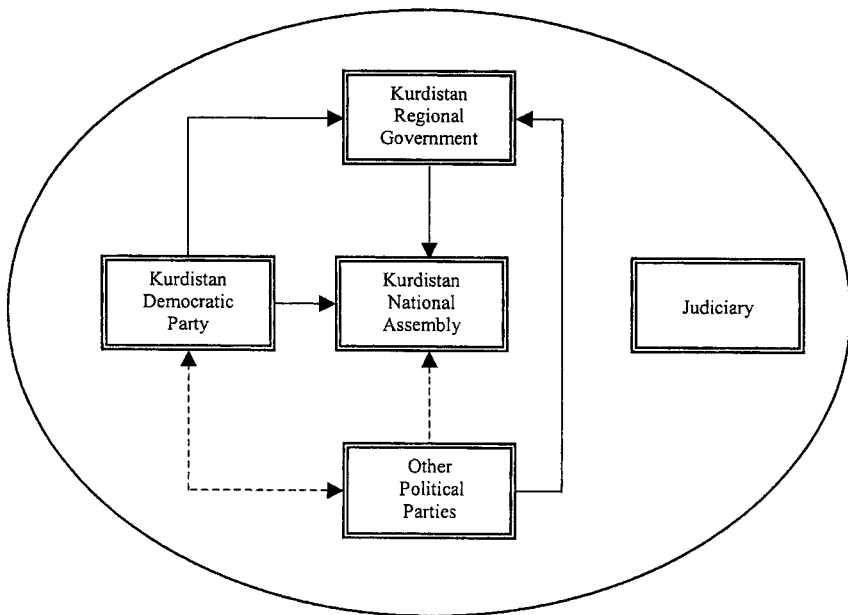 Kurdistan
Regional
Government
Kurdistan
Democratic
Party
Kurdistan
National
Assembly
Judiciary
Other
Political
Parties